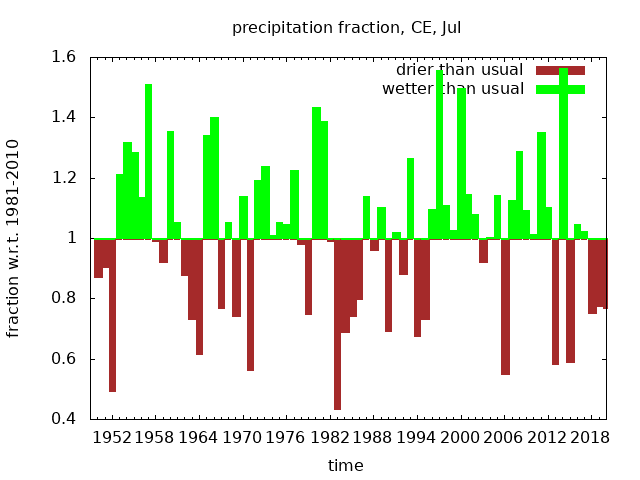 precipitation fraction, CE, Jul
drier than usual
wetter than usual
fraction w.r.t. 1981-2010
1.6
1.4
1.2
1
0.8
0.6
0.4
1952 1958 1964 1970 1976 1982 1988 1994 2000 2006 2012 2018
time